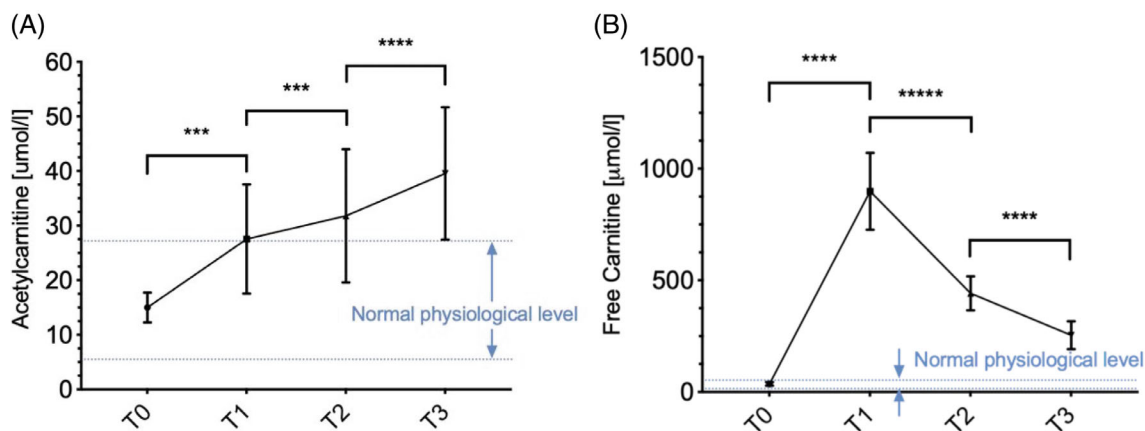 (A)
Acetylcarnitine [umol/l]
60
50
40
30
20
10
0
***
***
****
Normal physiological level
T0
T1
T2
T3
(B)
Free Carnitine [μmol/l]
1500
1000
500
0
****
*****
****
Normal physiological level
T0
T1
T2
T3